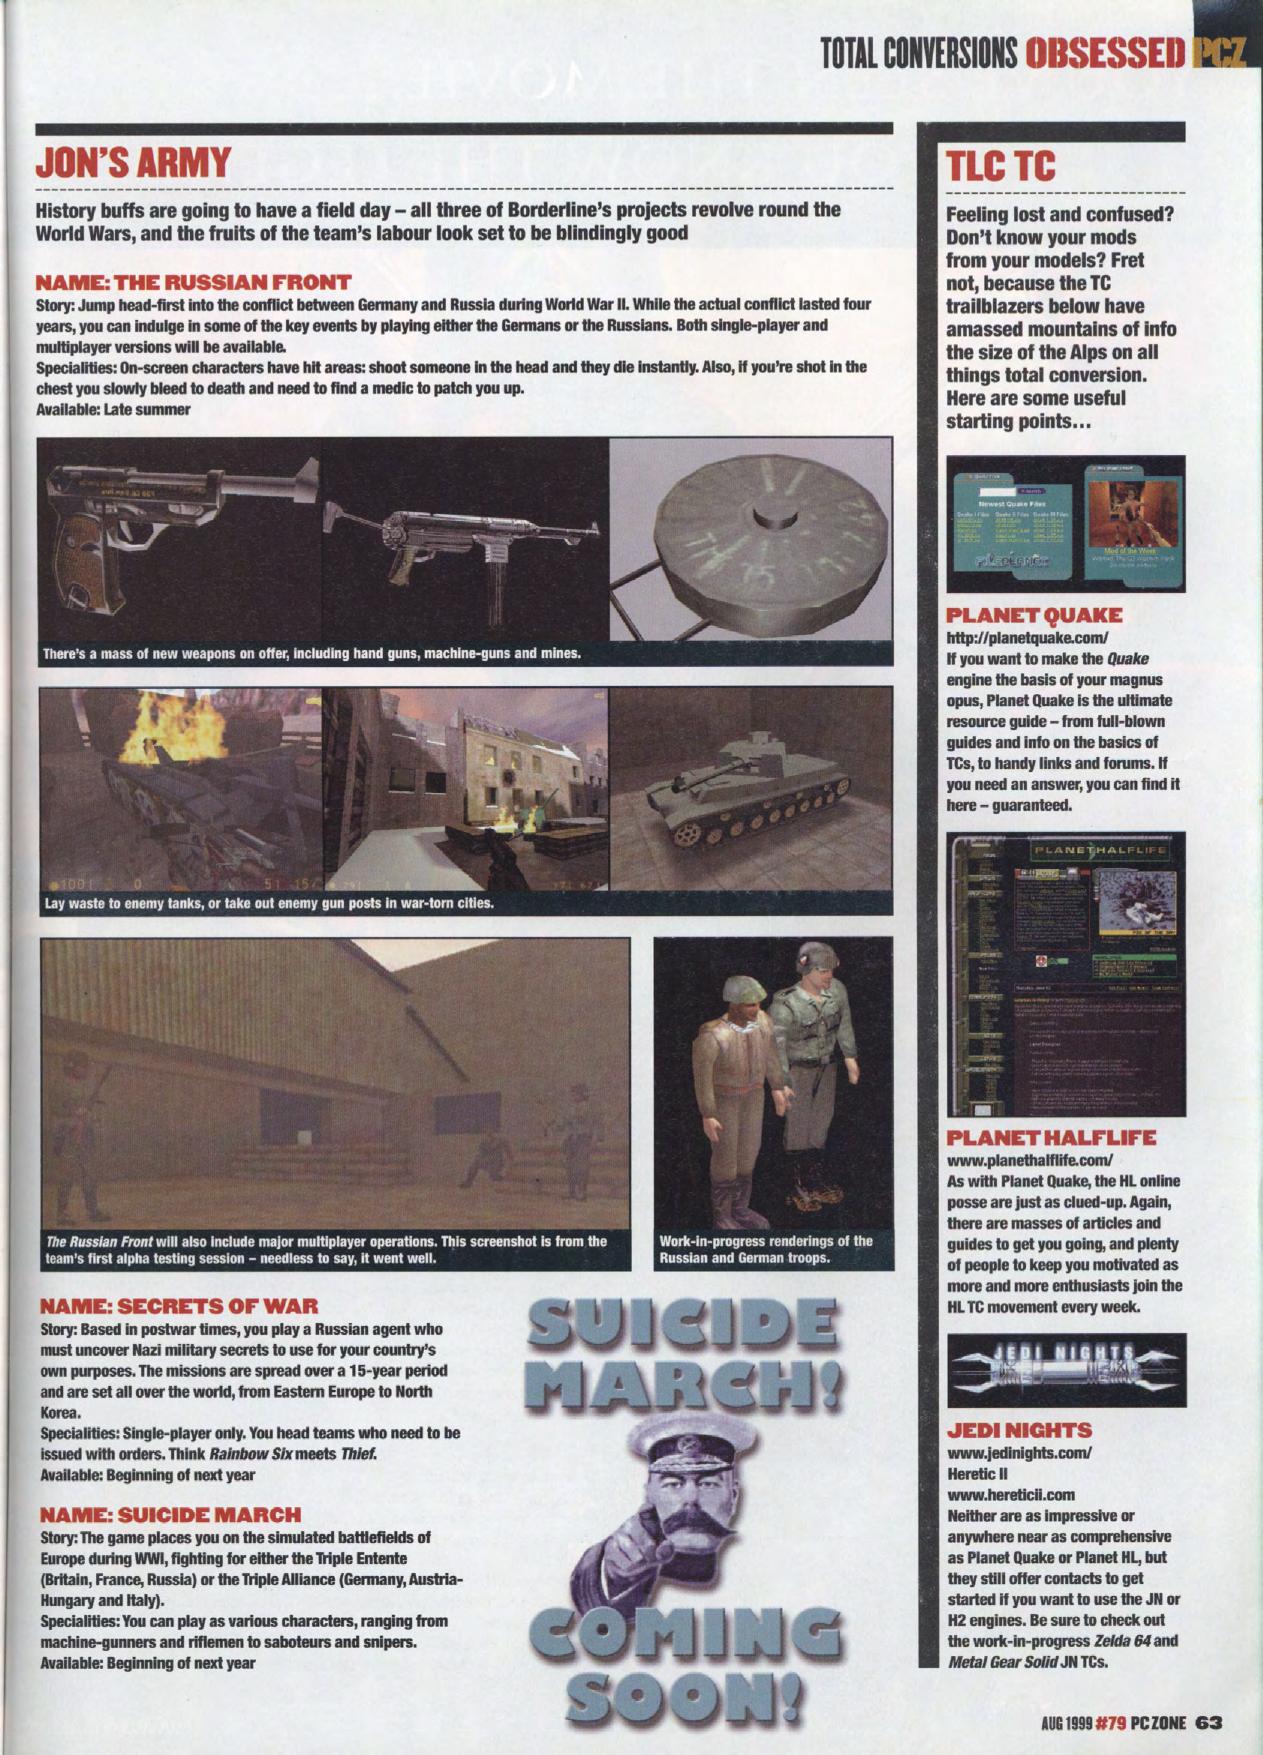 TOTAL CONVERSIONS OBSESSED PCZ
JON'S ARMY
History buffs are going to have a field day – all three of Borderline's projects revolve round the
World Wars, and the fruits of the team's labour look set to be blindingly good
NAME: THE RUSSIAN FRONT
Story: Jump head-first into the conflict between Germany and Russia during World War II. While the actual conflict lasted four
years, you can indulge in some of the key events by playing either the Germans or the Russians. Both single-player and
multiplayer versions will be available.
Specialities: On-screen characters have hit areas: shoot someone in the head and they die instantly. Also, if you're shot in the
chest you slowly bleed to death and need to find a medic to patch you up.
Available: Late summer
There's a mass of new weapons on offer, including hand guns, machine-guns and mines.
Lay waste to enemy tanks, or take out enemy gun posts in war-torn cities.
The Russian Front will also include major multiplayer operations. This screenshot is from the
team's first alpha testing session – needless to say, it went well.
Work-in-progress renderings of the
Russian and German troops.
NAME: SECRETS OF WAR
Story: Based in postwar times, you play a Russian agent who
must uncover Nazi military secrets to use for your country's
own purposes. The missions are spread over a 15-year period
and are set all over the world, from Eastern Europe to North
Korea.
Specialities: Single-player only. You head teams who need to be
issued with orders. Think Rainbow Six meets Thief.
Available: Beginning of next year
NAME: SUICIDE MARCH
Story: The game places you on the simulated battlefields of
Europe during WWI, fighting for either the Triple Entente
(Britain, France, Russia) or the Triple Alliance (Germany, Austria-
Hungary and Italy).
Specialities: You can play as various characters, ranging from
machine-gunners and riflemen to saboteurs and snipers.
Available: Beginning of next year
SUICIDE
MARCH!
COMING
SOON!
TLC TC
Feeling lost and confused?
Don't know your mods
from your models? Fret
not, because the TC
trailblazers below have
amassed mountains of info
the size of the Alps on all
things total conversion.
Here are some useful
starting points...
Newest Quake Files
Quake I Files Quake II Files Quake III Files
Mod of the Week
PLANET QUAKE
http://planetquake.com/
If you want to make the Quake
engine the basis of your magnus
opus, Planet Quake is the ultimate
resource guide – from full-blown
guides and info on the basics of
TCs, to handy links and forums. If
you need an answer, you can find it
here – guaranteed.
PLANETHALFLIFE
PLANET HALFLIFE
www.planethalflife.com/
As with Planet Quake, the HL online
posse are just as clued-up. Again,
there are masses of articles and
guides to get you going, and plenty
of people to keep you motivated as
more and more enthusiasts join the
HL TC movement every week.
JEDI NIGHTS
JEDI NIGHTS
www.jedinights.com/
Heretic II
www.hereticii.com
Neither are as impressive or
anywhere near as comprehensive
as Planet Quake or Planet HL, but
they still offer contacts to get
started if you want to use the JN or
H2 engines. Be sure to check out
the work-in-progress Zelda 64 and
Metal Gear Solid JN TCs.
AUG 1999 #79 PC ZONE 63